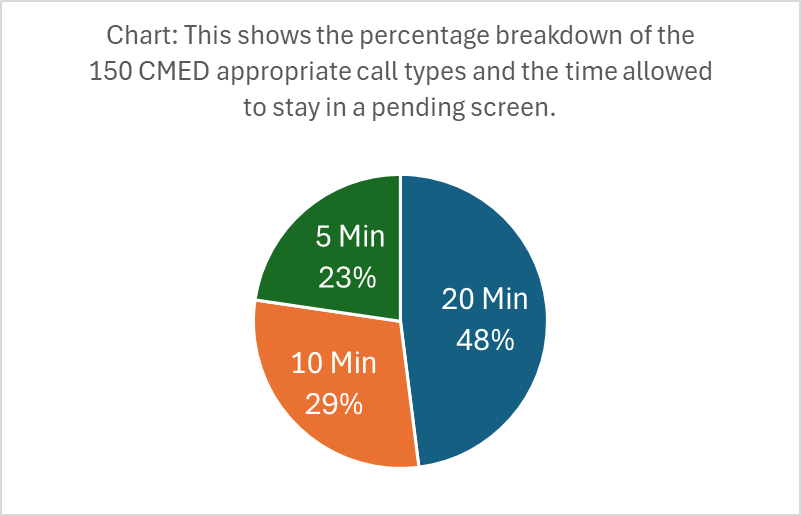 Chart: This shows the percentage breakdown of the
150 CMED appropriate call types and the time allowed
to stay in a pending screen.
5 Min
23%
20 Min
48%
10 Min
29%